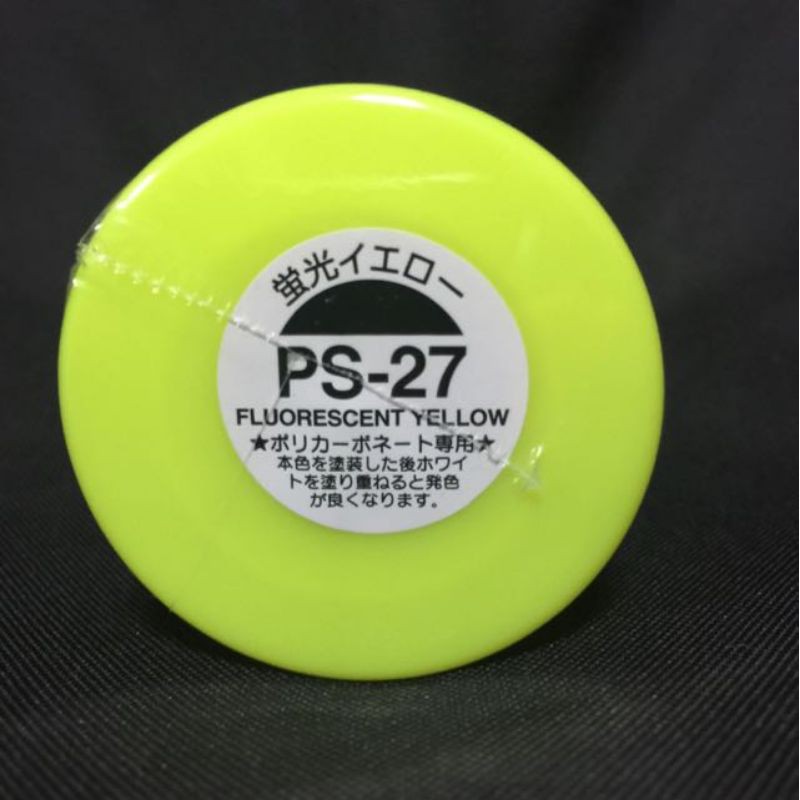 蛍光イエロー
PS-27
FLUORESCENT YELLOW
★ポリカーボネート専用★
本色を塗装した後ホワイ
トを塗り重ねると発色
が良くなります。